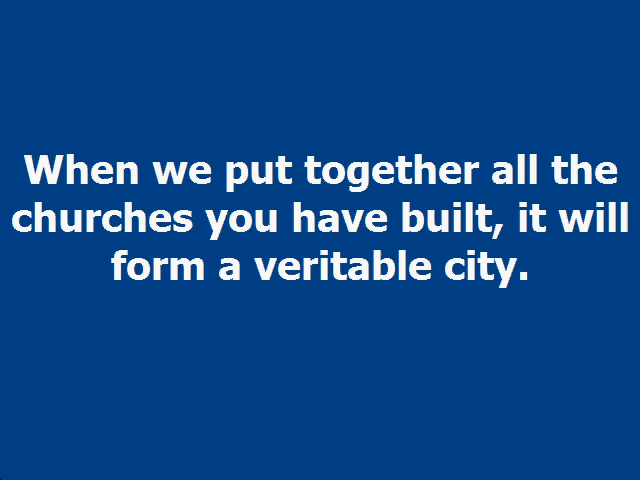 When we put together all the
churches you have built, it will
form a veritable city.